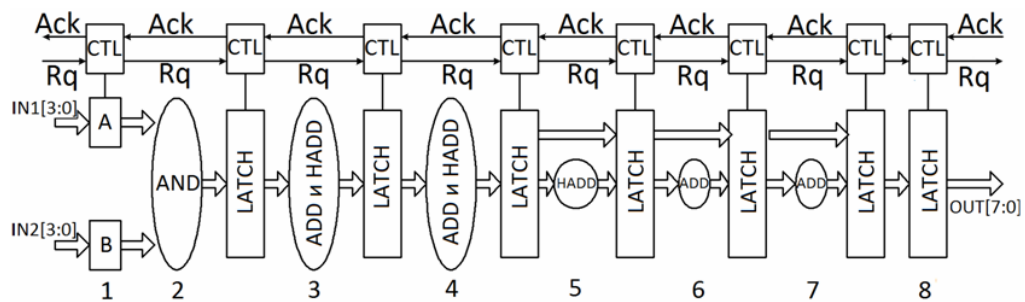 Ack Ack Ack Ack Ack Ack Ack Ack
CTL CTL CTL CTL CTL CTL CTL CTL
Rq Rq Rq Rq Rq Rq Rq Rq
IN1[3:0] A
AND LATCH ADD и HADD LATCH ADD и HADD LATCH HADD LATCH ADD LATCH ADD LATCH LATCH
OUT[7:0]
IN2[3:0] B
1 2 3 4 5 6 7 8